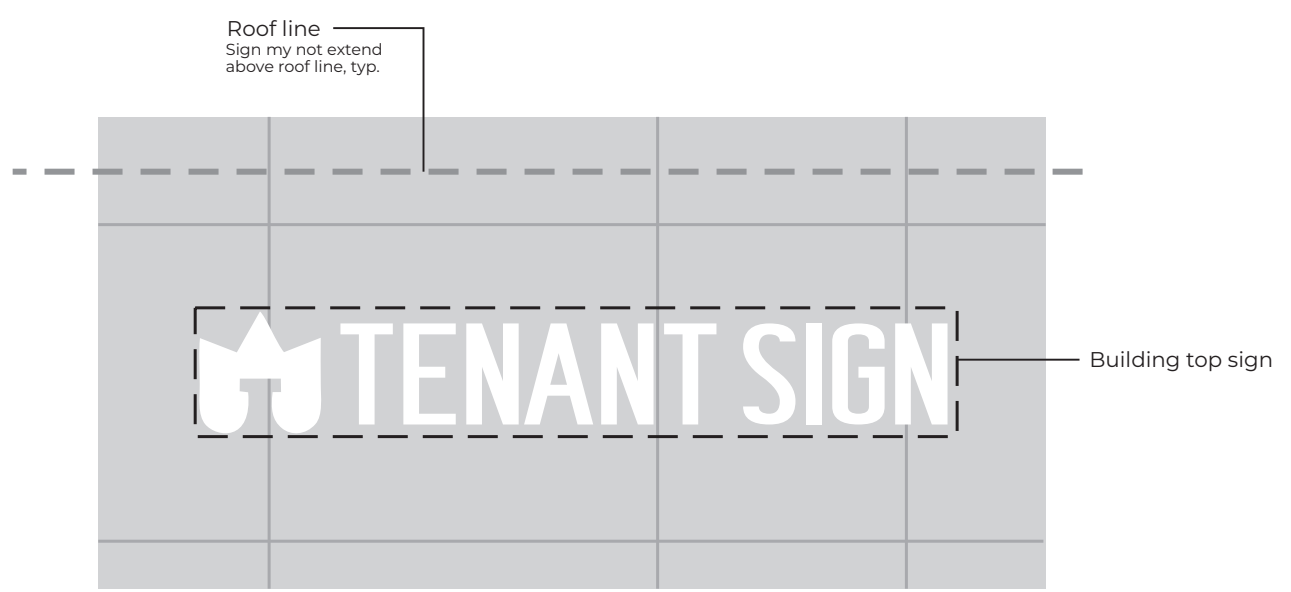 Roof line
Sign my not extend
above roof line, typ.
TENANT SIGN
Building top sign